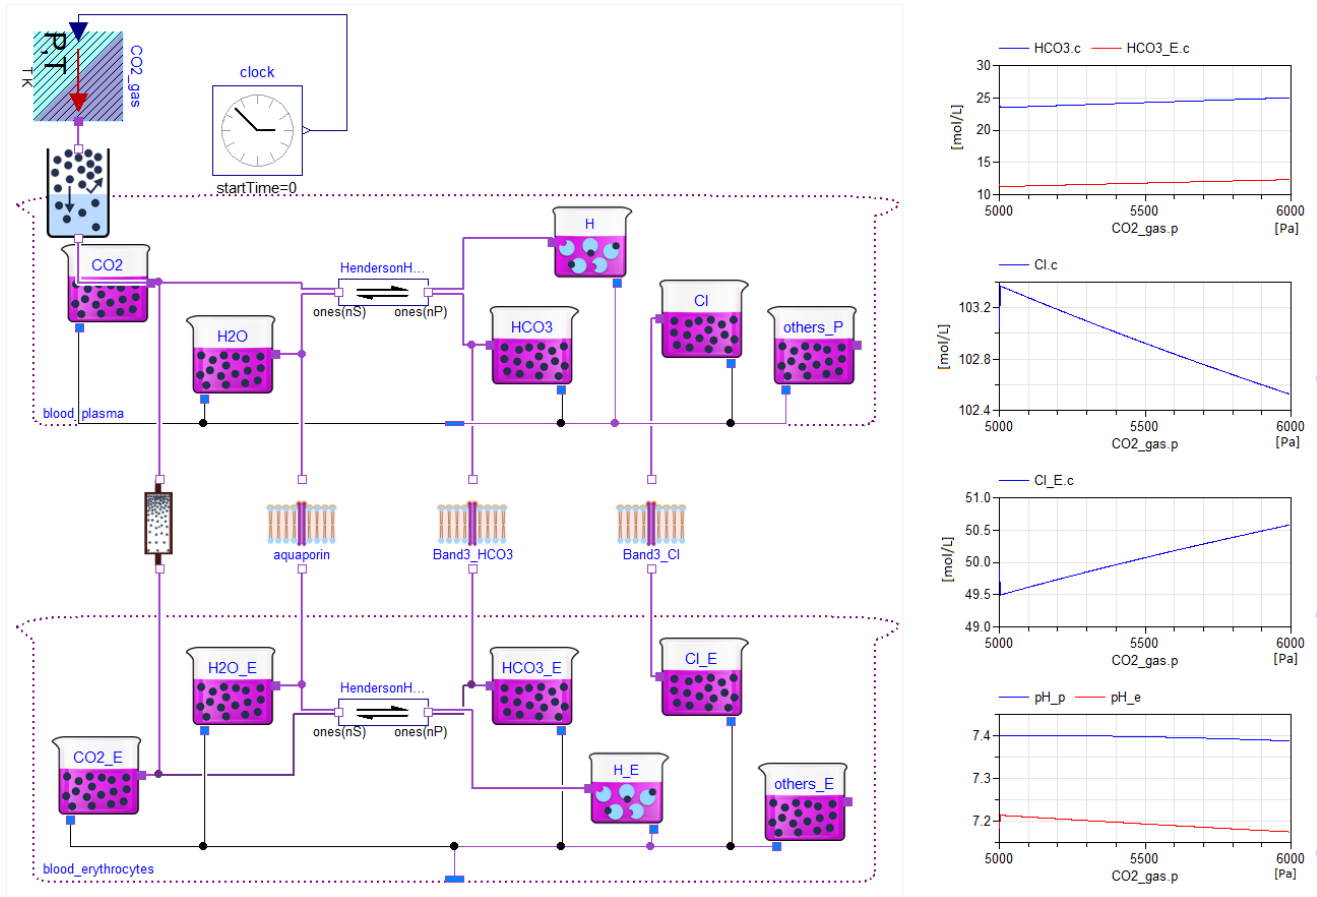 P,T
TK
CO2_gas
clock
startTime=0
CO2
H2O
HendersonH...
ones(nS)
ones(nP)
H
HCO3
Cl
others_P
blood_plasma
aquaporin
Band3_HCO3
Band3_Cl
H2O_E
CO2_E
HendersonH...
ones(nS)
ones(nP)
HCO3_E
H_E
Cl_E
others_E
blood_erythrocytes
HCO3.c
HCO3_E.c
[mol/L]
30
25
20
15
10
5000
5500
6000
CO2_gas.p
[Pa]
Cl.c
[mol/L]
103.2
102.8
102.4
5000
5500
6000
CO2_gas.p
[Pa]
Cl_E.c
[mol/L]
51.0
50.5
50.0
49.5
49.0
5000
5500
6000
CO2_gas.p
[Pa]
pH_p
pH_e
7.4
7.3
7.2
5000
5500
6000
CO2_gas.p
[Pa]